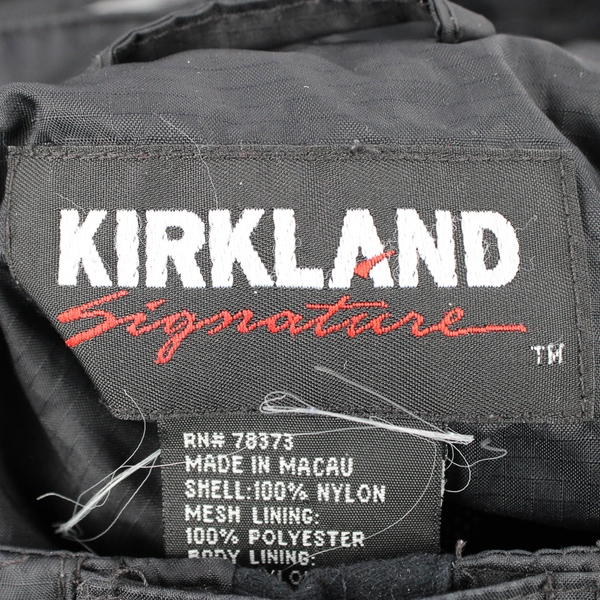 KIRKLAND
Signature
TM
RN# 78373
MADE IN MACAU
SHELL:100% NYLON
MESH LINING:
100% POLYESTER
BODY LINING: